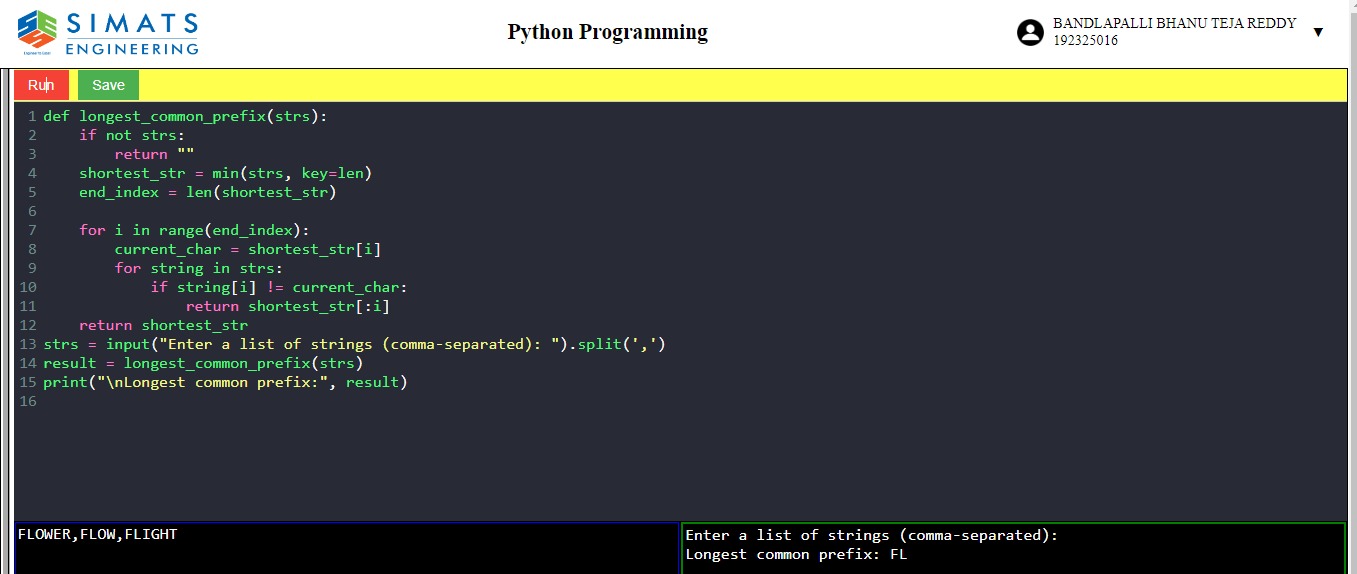 SIMATS
ENGINEERING
Python Programming
BANDLAPALLI BHANU TEJA REDDY
192325016
Run
Save
1 def longest_common_prefix(strs):
2     if not strs:
3         return ""
4     shortest_str = min(strs, key=len)
5     end_index = len(shortest_str)
6
7     for i in range(end_index):
8         current_char = shortest_str[i]
9         for string in strs:
10             if string[i] != current_char:
11                 return shortest_str[:i]
12     return shortest_str
13 strs = input("Enter a list of strings (comma-separated): ").split(',')
14 result = longest_common_prefix(strs)
15 print("\nLongest common prefix:", result)
16
FLOWER,FLOW,FLIGHT
Enter a list of strings (comma-separated):
Longest common prefix: FL